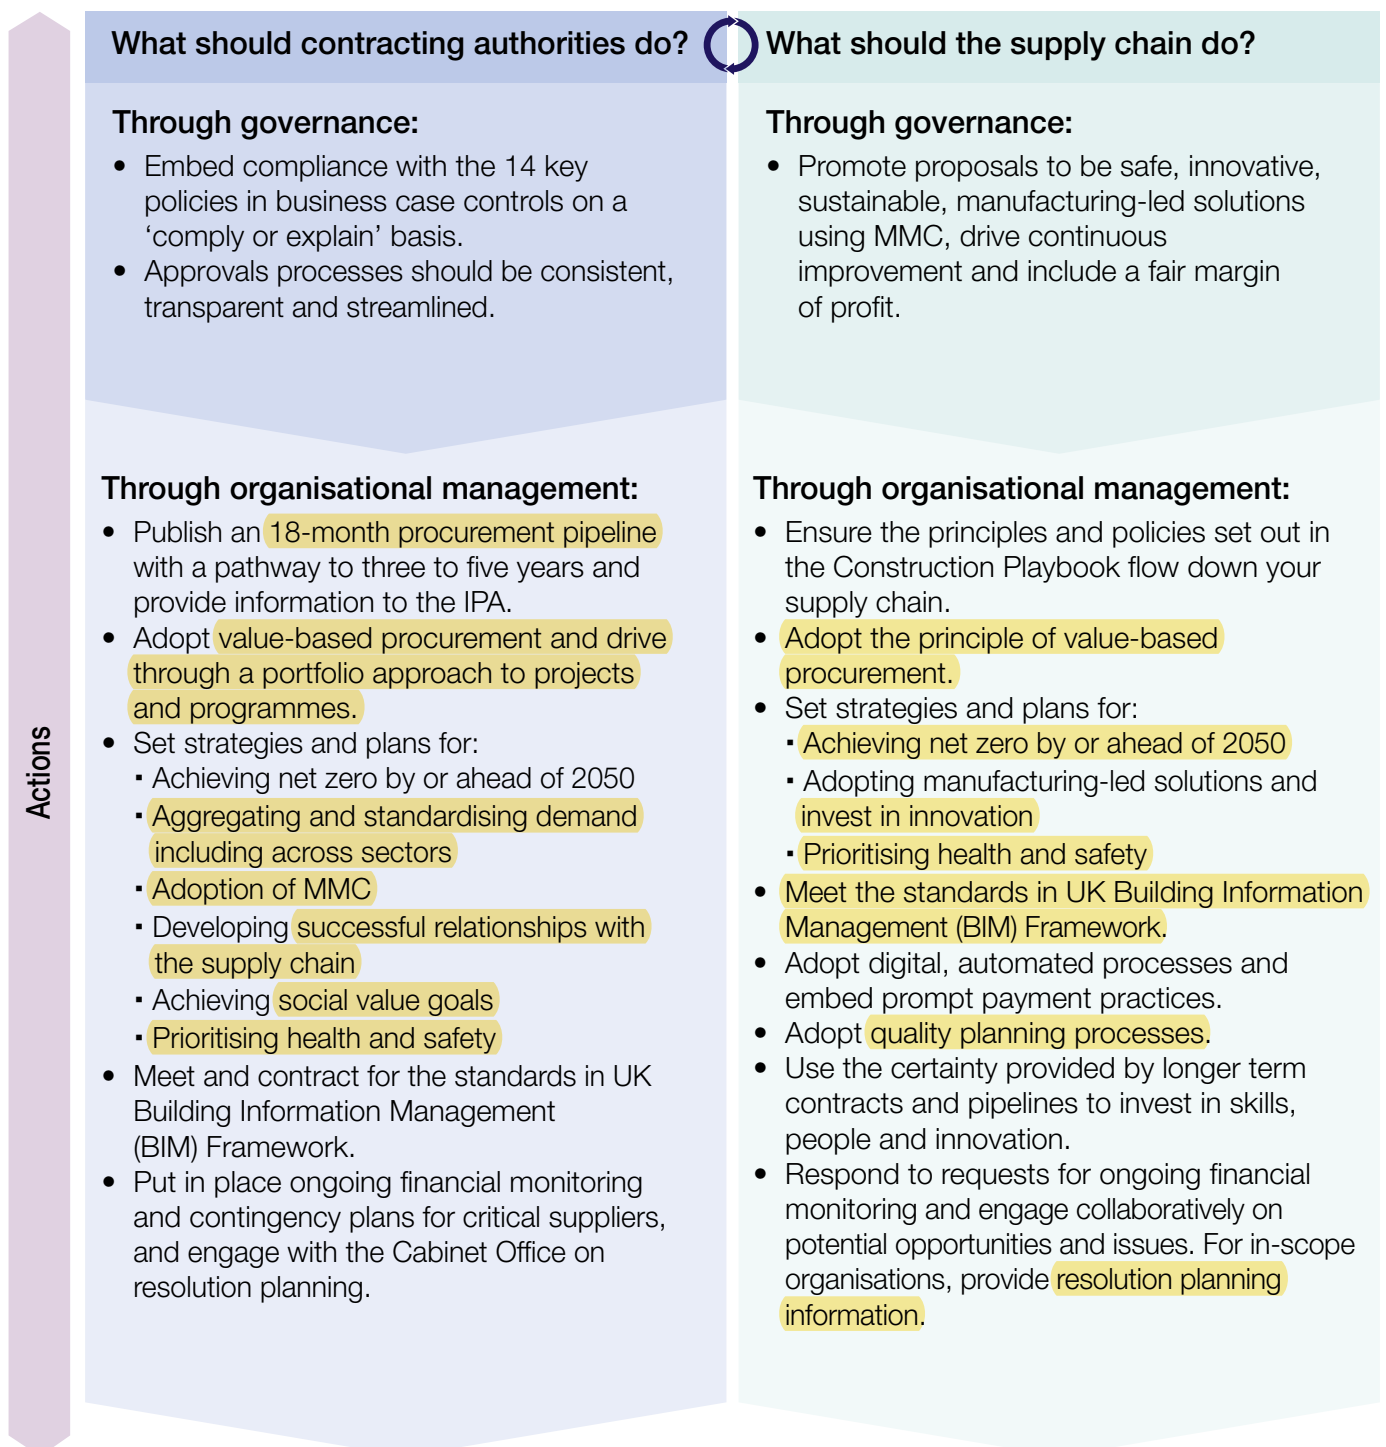 Actions
What should contracting authorities do?
Through governance:
• Embed compliance with the 14 key
policies in business case controls on a
‘comply or explain’ basis.
• Approvals processes should be consistent,
transparent and streamlined.
Through organisational management:
• Publish an 18-month procurement pipeline
with a pathway to three to five years and
provide information to the IPA.
• Adopt value-based procurement and drive
through a portfolio approach to projects
and programmes.
• Set strategies and plans for:
▪ Achieving net zero by or ahead of 2050
▪ Aggregating and standardising demand
including across sectors
▪ Adoption of MMC
▪ Developing successful relationships with
the supply chain
▪ Achieving social value goals
▪ Prioritising health and safety
• Meet and contract for the standards in UK
Building Information Management
(BIM) Framework.
• Put in place ongoing financial monitoring
and contingency plans for critical suppliers,
and engage with the Cabinet Office on
resolution planning.
What should the supply chain do?
Through governance:
• Promote proposals to be safe, innovative,
sustainable, manufacturing-led solutions
using MMC, drive continuous
improvement and include a fair margin
of profit.
Through organisational management:
• Ensure the principles and policies set out in
the Construction Playbook flow down your
supply chain.
• Adopt the principle of value-based
procurement.
• Set strategies and plans for:
▪ Achieving net zero by or ahead of 2050
▪ Adopting manufacturing-led solutions and
invest in innovation
▪ Prioritising health and safety
• Meet the standards in UK Building Information
Management (BIM) Framework.
• Adopt digital, automated processes and
embed prompt payment practices.
• Adopt quality planning processes.
• Use the certainty provided by longer term
contracts and pipelines to invest in skills,
people and innovation.
• Respond to requests for ongoing financial
monitoring and engage collaboratively on
potential opportunities and issues. For in-scope
organisations, provide resolution planning
information.